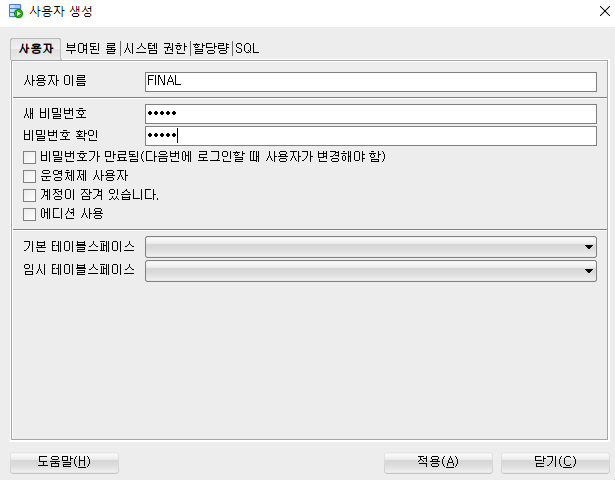 사용자 생성
사용자 부여된 롤 시스템 권한 할당량 SQL
사용자 이름 FINAL
새 비밀번호 •••••
비밀번호 확인 •••••
비밀번호가 만료됨(다음번에 로그인할 때 사용자가 변경해야 함)
운영체제 사용자
계정이 잠겨 있습니다.
에디션 사용
기본 테이블스페이스
임시 테이블스페이스
도움말(H) 적용(A) 닫기(C)